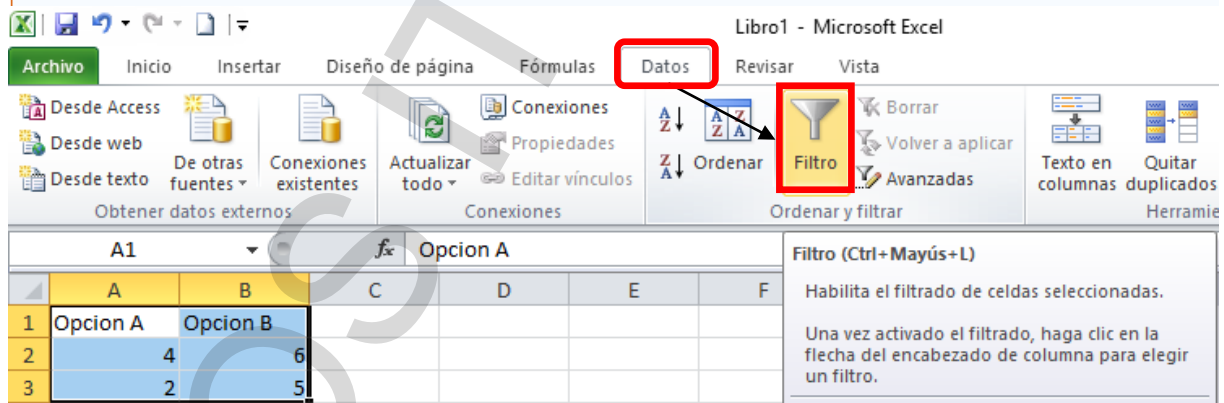 Libro1 - Microsoft Excel
Archivo Inicio Insertar Diseño de página Fórmulas Datos Revisar Vista
Desde Access
Desde web
Desde texto
De otras
fuentes
Conexiones
existentes
Obtener datos externos
Actualizar
todo
Conexiones
Propiedades
Editar vínculos
Conexiones
Ordenar
Filtro
Borrar
Volver a aplicar
Avanzadas
Ordenar y filtrar
Texto en
columnas
Quitar
duplicados
Herramie
A1 fx Opcion A
A B C D E F
1 Opcion A Opcion B
2 4 6
3 2 5
Filtro (Ctrl+Mayús+L)
Habilita el filtrado de celdas seleccionadas.
Una vez activado el filtrado, haga clic en la
flecha del encabezado de columna para elegir
un filtro.